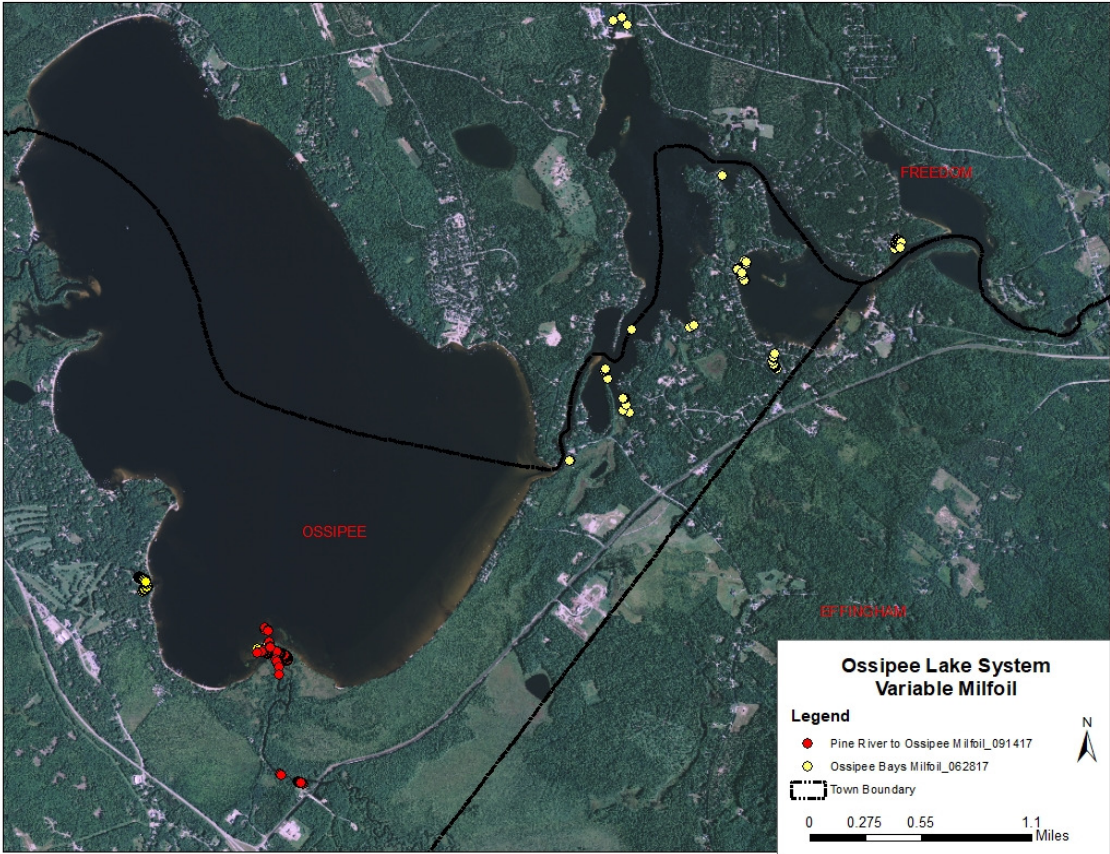 FREEDOM
OSSIPEE
EFFINGHAM
Ossipee Lake System
Variable Milfoil
Legend
Pine River to Ossipee Milfoil_091417
Ossipee Bays Milfoil_062817
Town Boundary
N
0 0.275 0.55 1.1
Miles